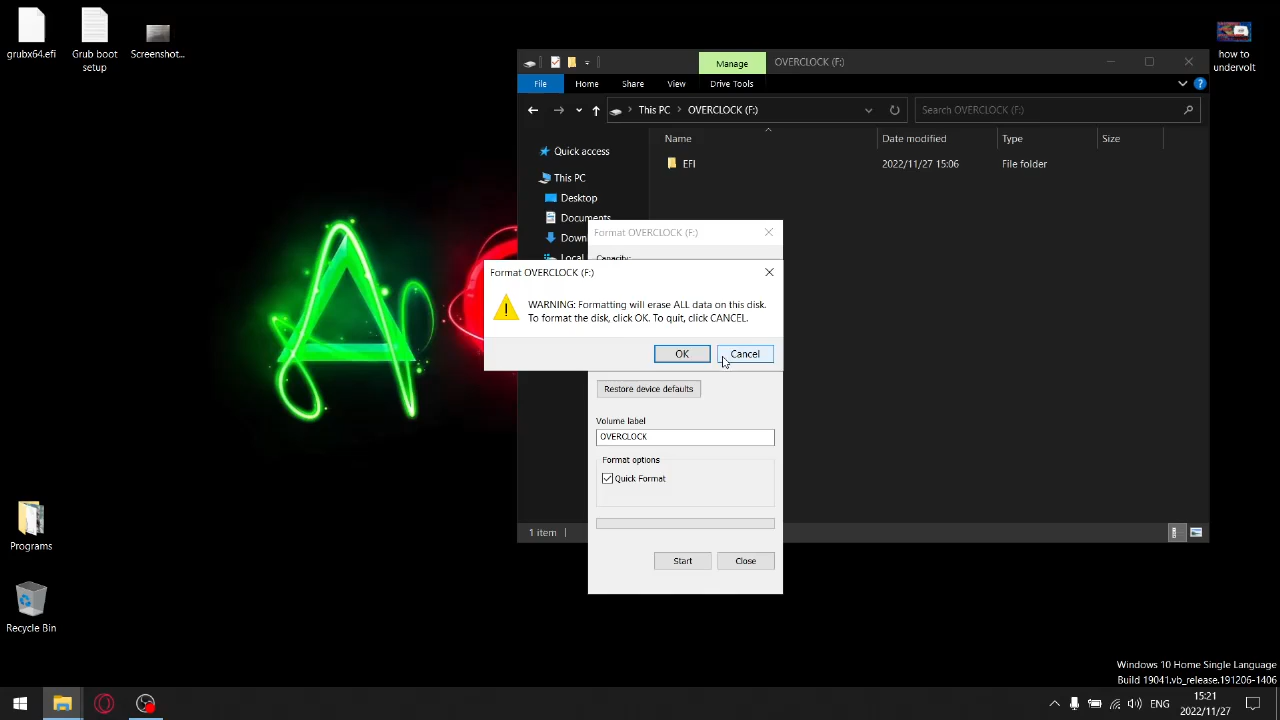 grubx64.efi
Grub boot
setup
Screenshot...
how to
undervolt
Manage
OVERCLOCK (F:)
File
Home
Share
View
Drive Tools
This PC
OVERCLOCK (F:)
Search OVERCLOCK (F:)
Name
Date modified
Type
Size
Quick access
EFI
2022/11/27 15:06
File folder
This PC
Desktop
Documents
Down
Local
Format OVERCLOCK (F:)
Capacity:
Format OVERCLOCK (F:)
WARNING: Formatting will erase ALL data on this disk.
To format the disk, click OK. To quit, click CANCEL.
OK
Cancel
Restore device defaults
Volume label
OVERCLOCK
Format options
Quick Format
1 item
Start
Close
Programs
Recycle Bin
Windows 10 Home Single Language
Build 19041.vb_release.191206-1406
ENG
15:21
2022/11/27